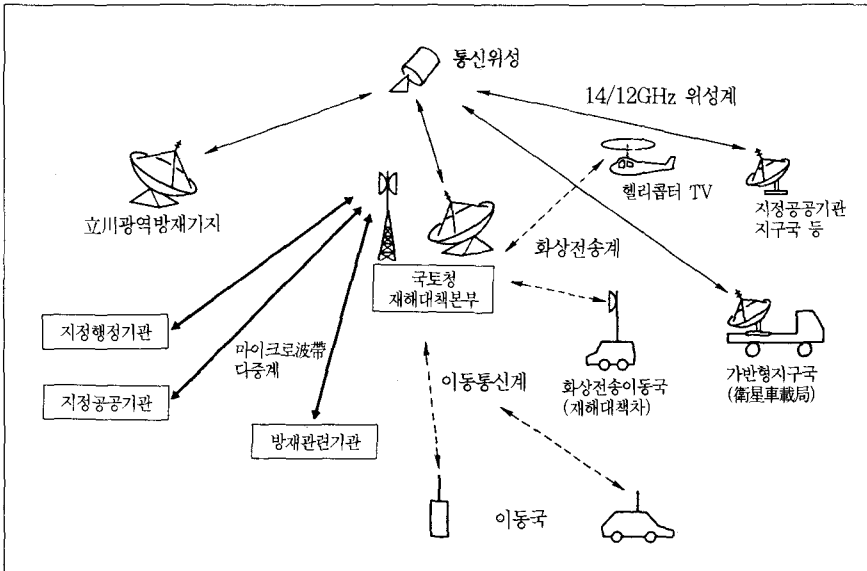 통신위성
14/12GHz 위성계
헬리콥터 TV
지정공공기관
지구국 등
立川광역방재기지
화상전송계
국토청
재해대책본부
지정행정기관
마이크로波帶
다중계
지정공공기관
방재관련기관
이동통신계
화상전송이동국
(재해대책차)
가반형지구국
(衛星車載局)
이동국